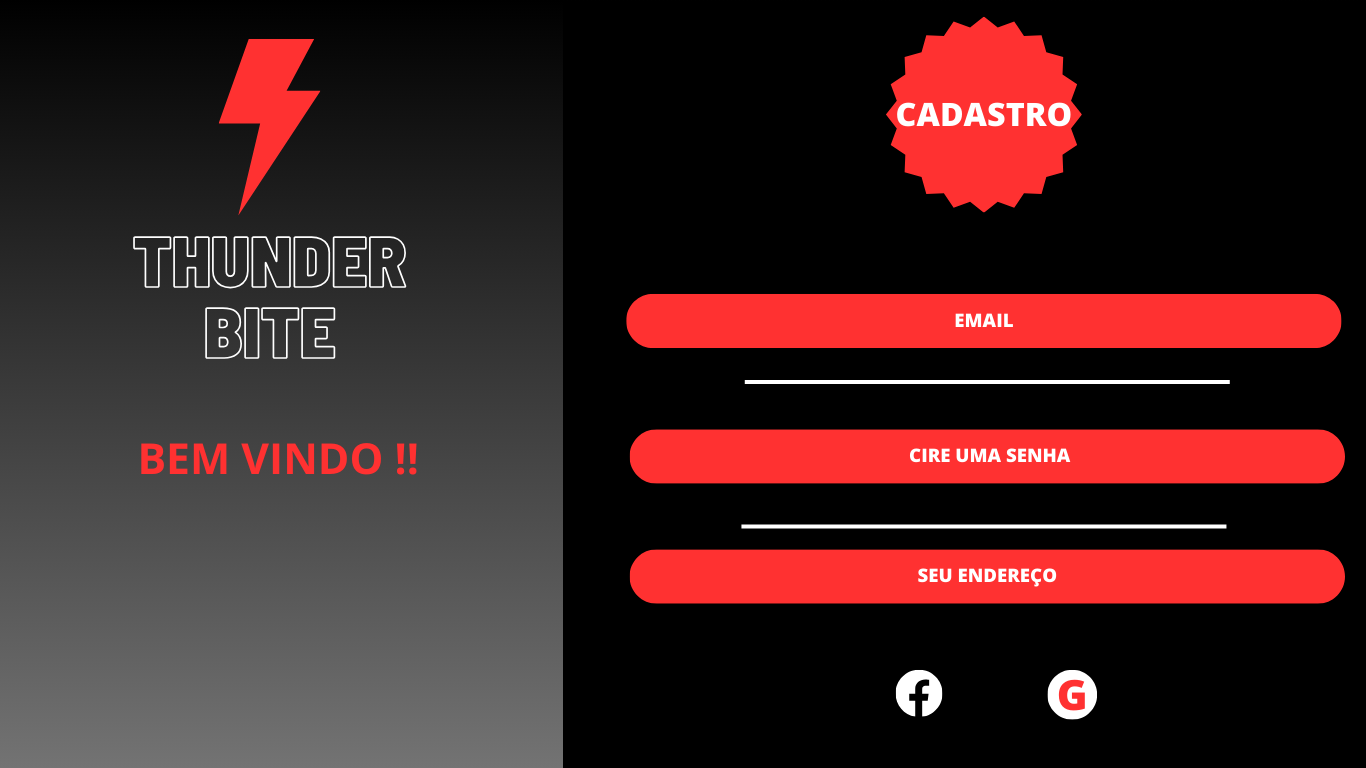 THUNDER
BITE
BEM VINDO !!
CADASTRO
EMAIL
CIRE UMA SENHA
SEU ENDEREÇO
G